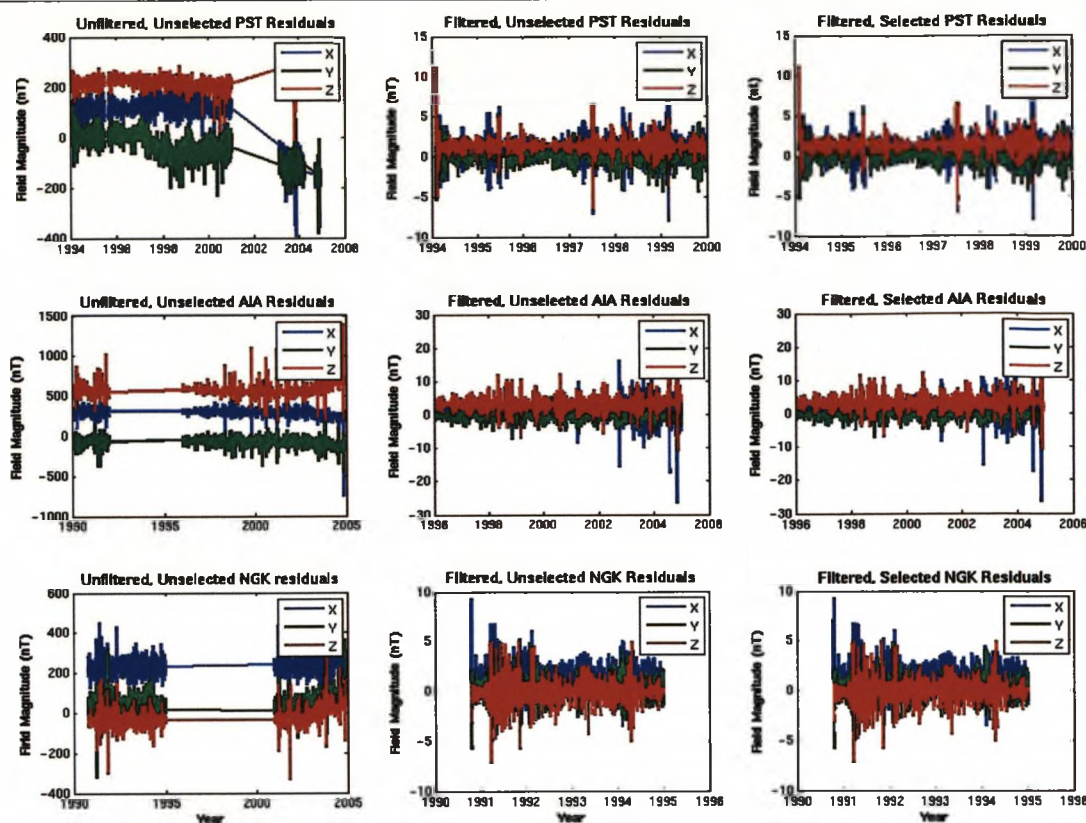 Unfiltered, Unselected PST Residuals
Field Magnitude (nT)
400
200
0
-200
-400
1994
1996
1998
2000
2002
2004
2006
X
Y
Z
Filtered, Unselected PST Residuals
Field Magnitude (nT)
15
10
5
0
-5
-10
1994
1995
1996
1997
1998
1999
2000
X
Y
Z
Filtered, Selected PST Residuals
Field Magnitude (nt)
15
10
5
0
-5
-10
1994
1995
1996
1997
1998
1999
2000
X
Y
Z
Unfiltered, Unselected AIA Residuals
Field Magnitude (nT)
1500
1000
500
0
-500
-1000
1990
1995
2000
2005
X
Y
Z
Filtered, Unselected AIA Residuals
Field Magnitude (nT)
30
20
10
0
-10
-20
-30
1996
1998
2000
2002
2004
2006
X
Y
Z
Filtered, Selected AIA Residuals
Field Magnitude (nT)
30
20
10
0
-10
-20
-30
1996
1998
2000
2002
2004
2006
X
Y
Z
Unfiltered, Unselected NGK residuals
Field Magnitude (nT)
600
400
200
0
-200
-400
1990
1995
2000
2005
Year
X
Y
Z
Filtered, Unselected NGK Residuals
Field Magnitude (nT)
10
5
0
-5
-10
1990
1991
1992
1993
1994
1995
1996
Year
X
Y
Z
Filtered, Selected NGK Residuals
Field Magnitude (nT)
10
5
0
-5
-10
1990
1991
1992
1993
1994
1995
1996
Year
X
Y
Z